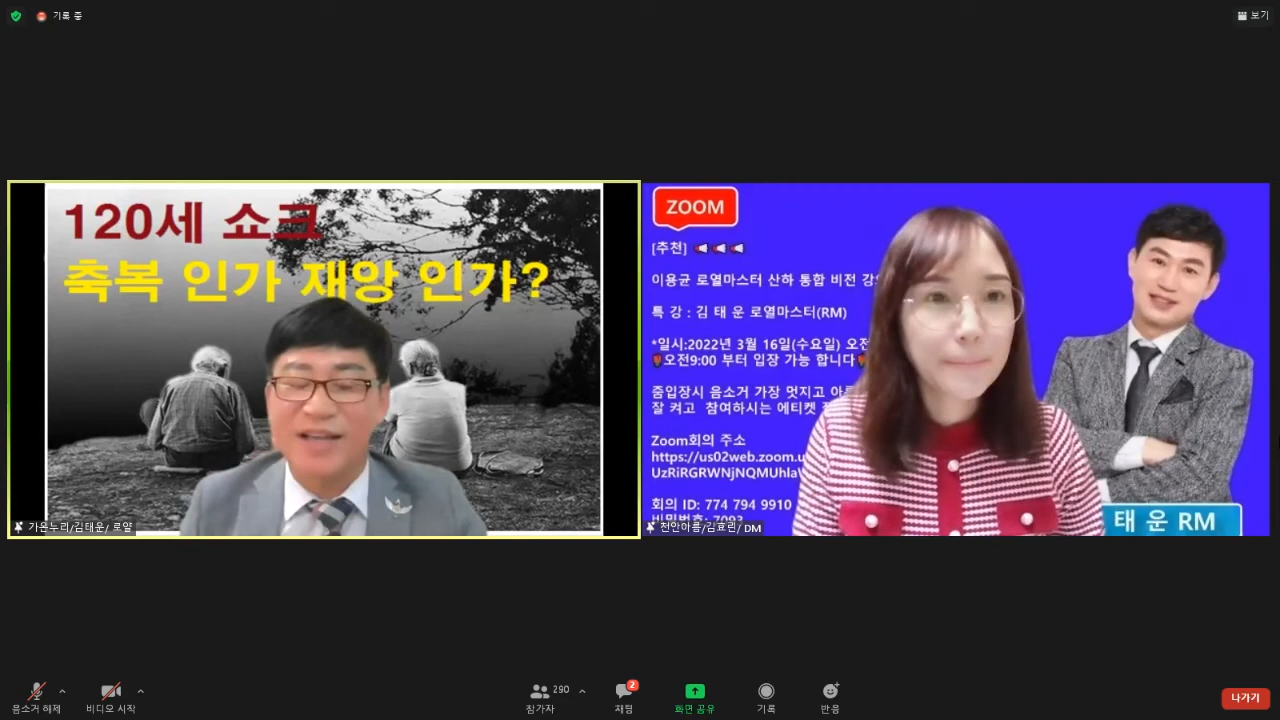 기록 중
보기
120세 쇼크
축복 인가 재앙 인가?
가온누리/김태운/ 로얄
ZOOM
[추천]
이용균 로열마스터 산하 통합 비전 강의
특 강 : 김 태 운 로열마스터(RM)
*일시:2022년 3월 16일(수요일) 오전
오전9:00 부터 입장 가능 합니다
줌입장시 음소거 가장 멋지고 아름
잘 켜고 참여하시는 에티켓
Zoom회의 주소
https://us02web.zoom.u
UzRiRGRWNjNQMUhla
회의 ID: 774 794 9910
비밀번호: 7093
천안아름/김효린/ DM
태 운 RM
음소거 해제
비디오 시작
290
참가자
2
채팅
화면 공유
기록
반응
나가기